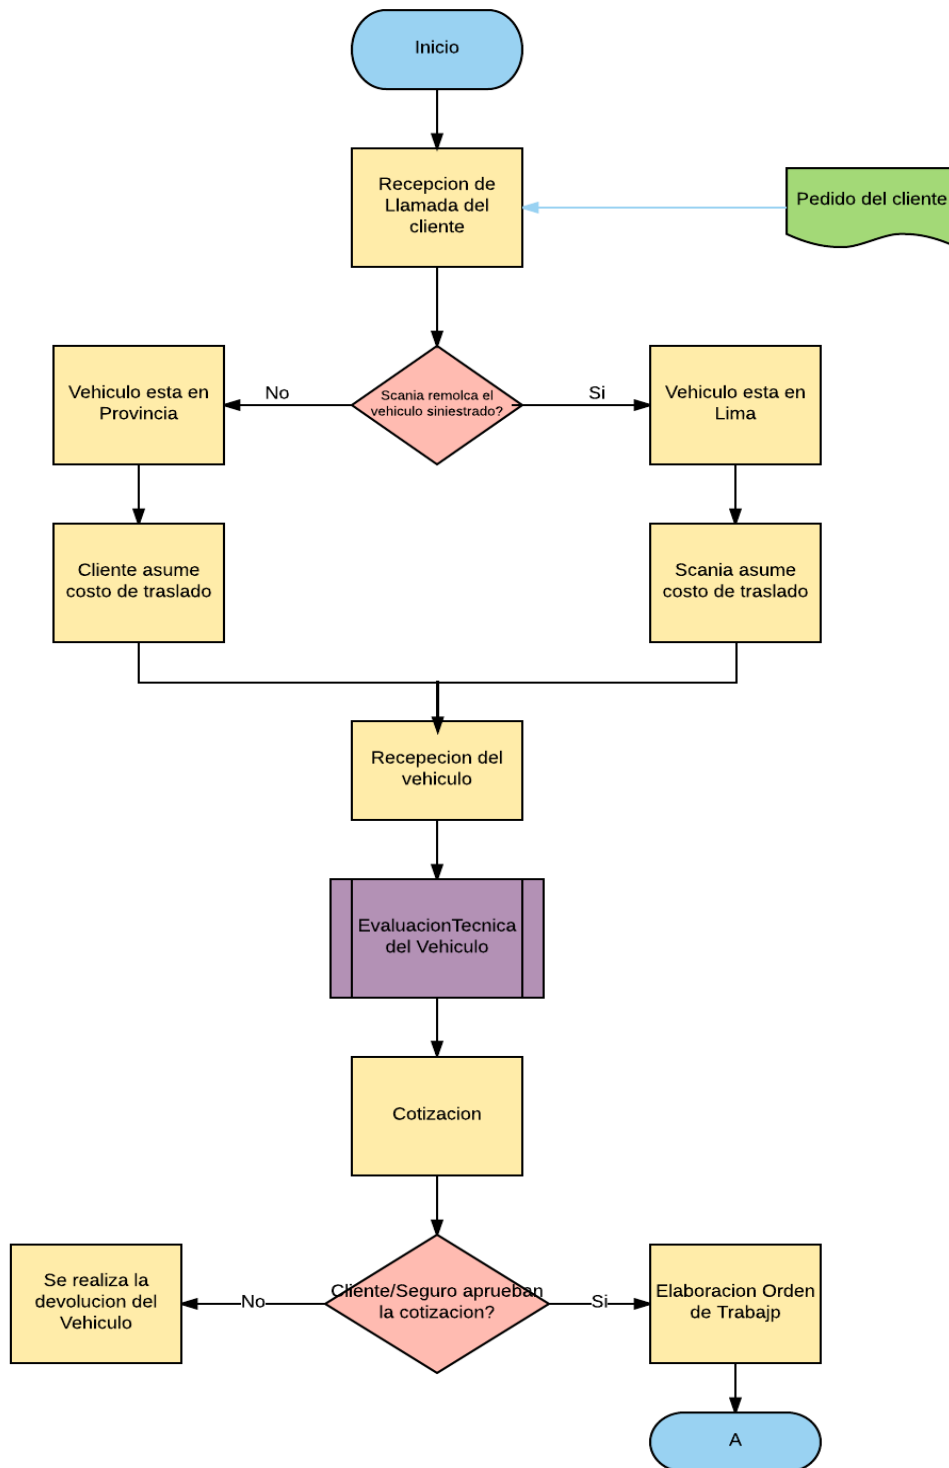 Inicio
Recepcion de
Llamada del
cliente
Pedido del cliente
Scania remolca el
vehiculo siniestrado?
No
Si
Vehiculo esta en
Provincia
Vehiculo esta en
Lima
Cliente asume
costo de traslado
Scania asume
costo de traslado
Recepecion del
vehiculo
EvaluacionTecnica
del Vehiculo
Cotizacion
Cliente/Seguro aprueban
la cotizacion?
No
Si
Se realiza la
devolucion del
Vehiculo
Elaboracion Orden
de Trabajp
A